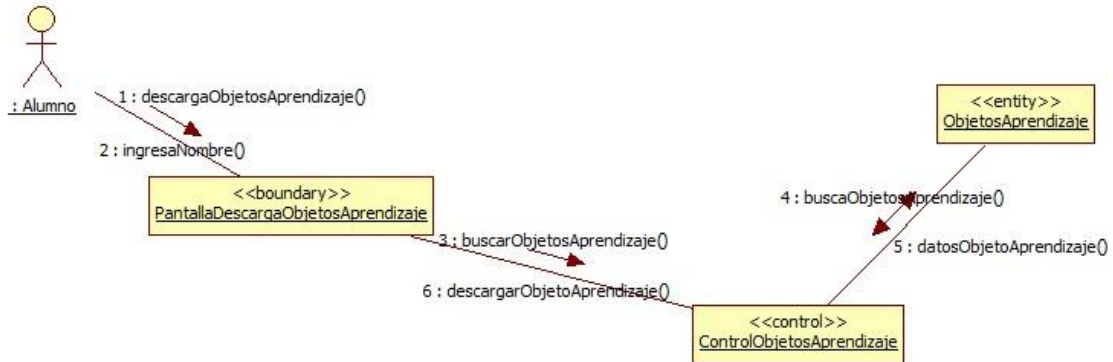 : Alumno
1 : descargaObjetosAprendizaje()
2 : ingresaNombre()
<<boundary>>
PantallaDescargaObjetosAprendizaje
3 : buscarObjetosAprendizaje()
6 : descargarObjetoAprendizaje()
<<control>>
ControlObjetosAprendizaje
4 : buscaObjetosAprendizaje()
5 : datosObjetoAprendizaje()
<<entity>>
ObjetosAprendizaje